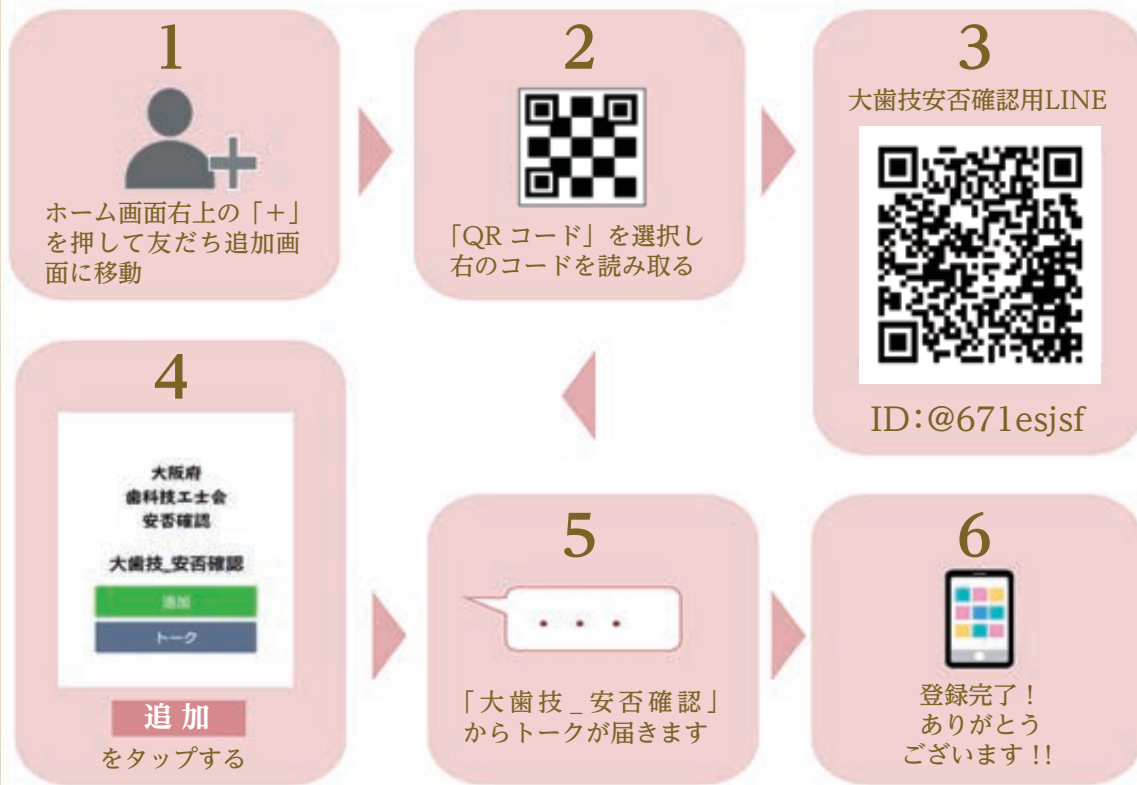 1
ホーム画面右上の「＋」
を押して友だち追加画
面に移動
2
「QRコード」を選択し
右のコードを読み取る
3
大歯技安否確認用LINE
ID:@671esjsf
4
大阪府
歯科技工士会
安否確認
大歯技_安否確認
追加
トーク
追加
をタップする
5
・・・
「大歯技_安否確認」
からトークが届きます
6
登録完了！
ありがとう
ございます!!